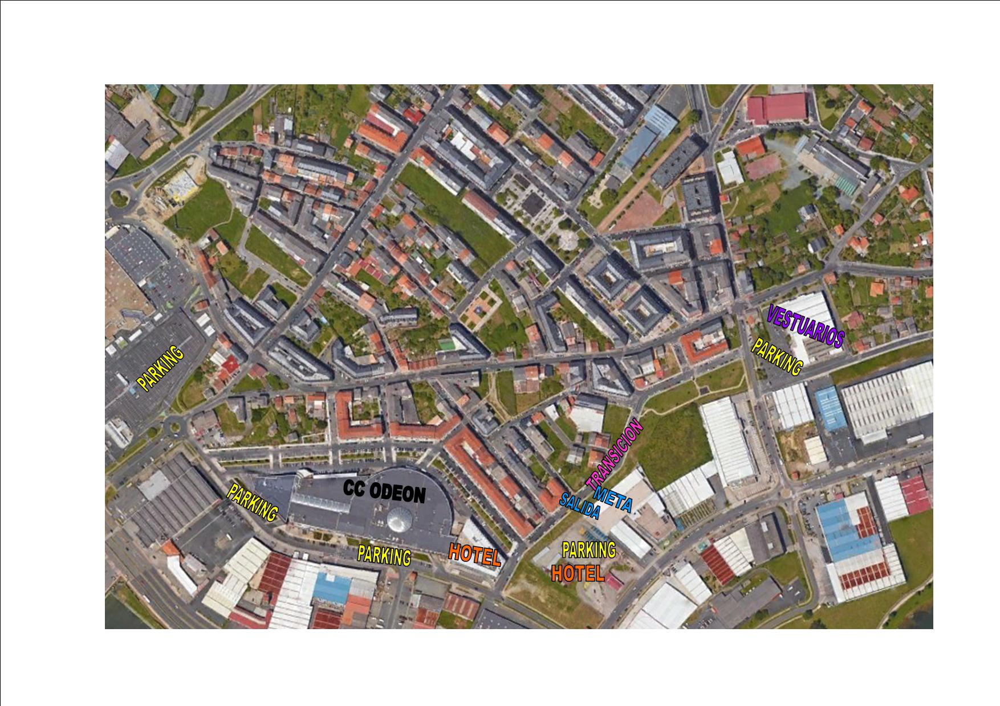 VESTUARIOS
PARKING
PARKING
TRANSICION
CC ODEON
META
SALIDA
PARKING
PARKING
HOTEL
PARKING
HOTEL